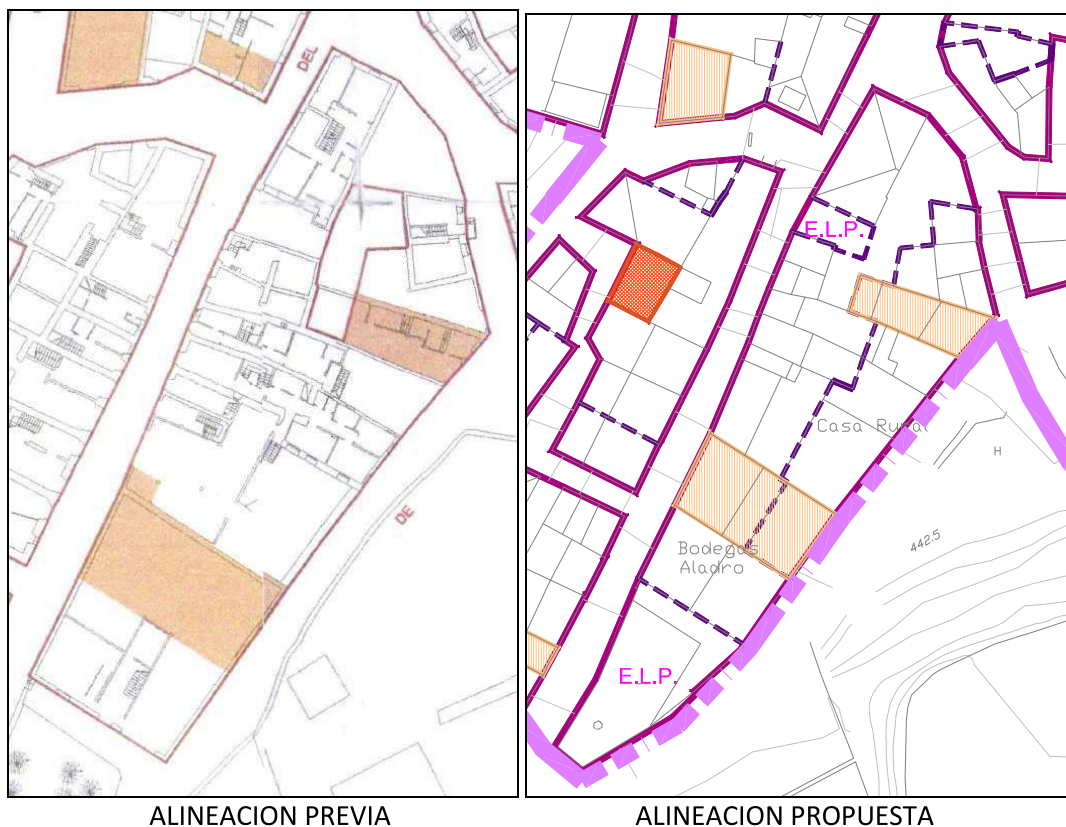 DEL
DE
E.L.P.
Casa Rural
H
442.5
Bodegas
Aladro
E.L.P.
ALINEACION PREVIA
ALINEACION PROPUESTA